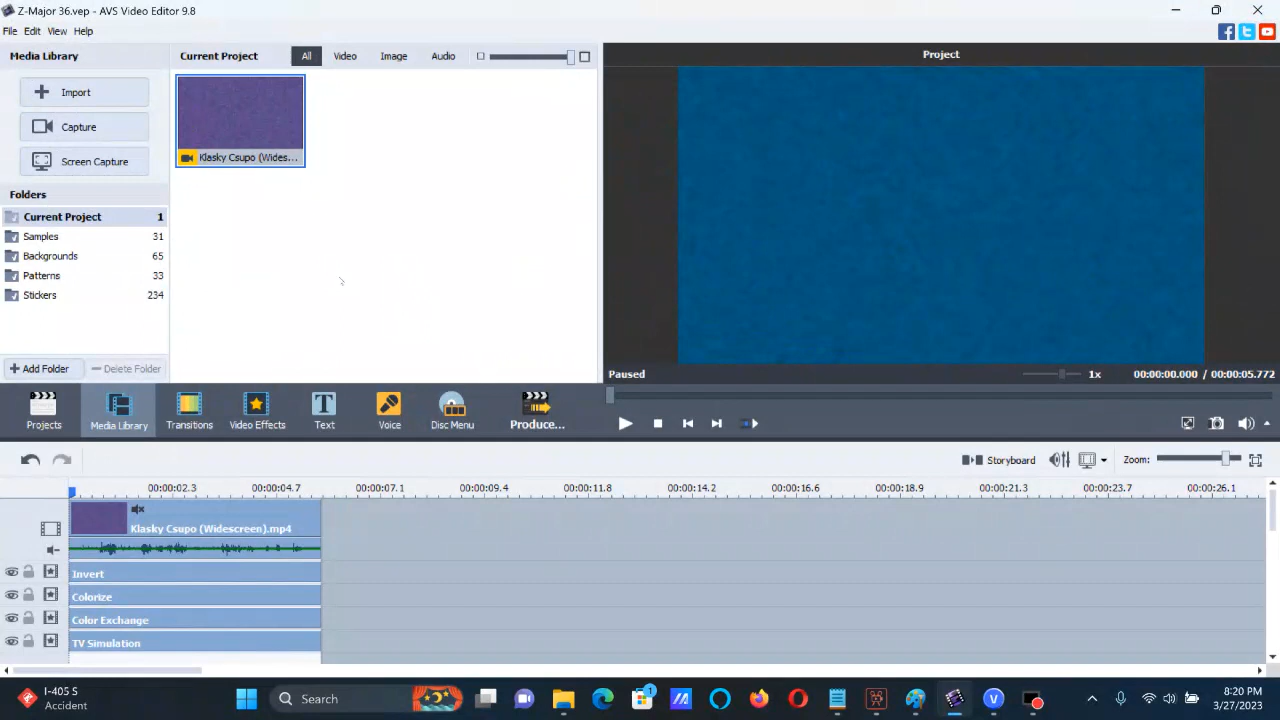 Z-Major 36.vep - AVS Video Editor 9.8
File Edit View Help
Media Library
Current Project All Video Image Audio
Project
Import
Capture
Screen Capture
Klasky Csupo (Wides...
Folders
Current Project 1
Samples 31
Backgrounds 65
Patterns 33
Stickers 234
Add Folder Delete Folder
Paused 1x 00:00:00.000 / 00:00:05.772
Projects Media Library Transitions Video Effects Text Voice Disc Menu Produce...
Storyboard Zoom:
00:00:02.3 00:00:04.7 00:00:07.1 00:00:09.4 00:00:11.8 00:00:14.2 00:00:16.6 00:00:18.9 00:00:21.3 00:00:23.7 00:00:26.1
Klasky Csupo (Widescreen).mp4
Invert
Colorize
Color Exchange
TV Simulation
I-405 S
Accident
Search
1
8:20 PM
3/27/2023